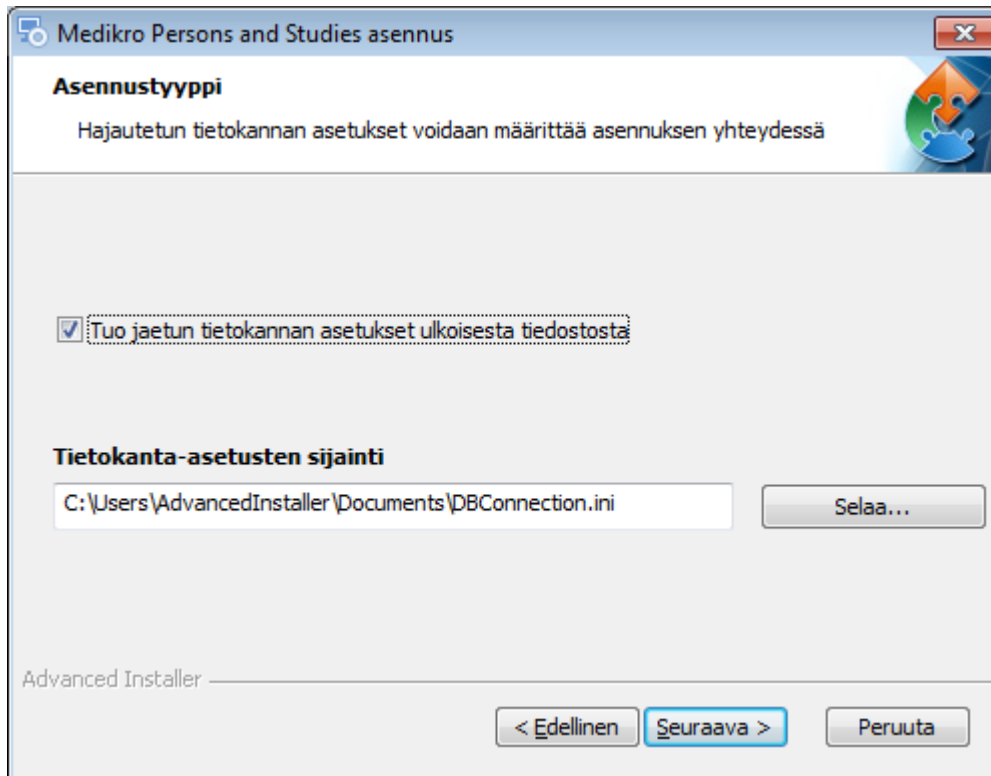 Medikro Persons and Studies asennus
Asennustyyppi
Hajautetun tietokannan asetukset voidaan määrittää asennuksen yhteydessä
Tuo jaetun tietokannan asetukset ulkoisesta tiedostosta
Tietokanta-asetusten sijainti
C:\Users\AdvancedInstaller\Documents\DBConnection.ini
Selaa...
Advanced Installer
< Edellinen
Seuraava >
Peruuta